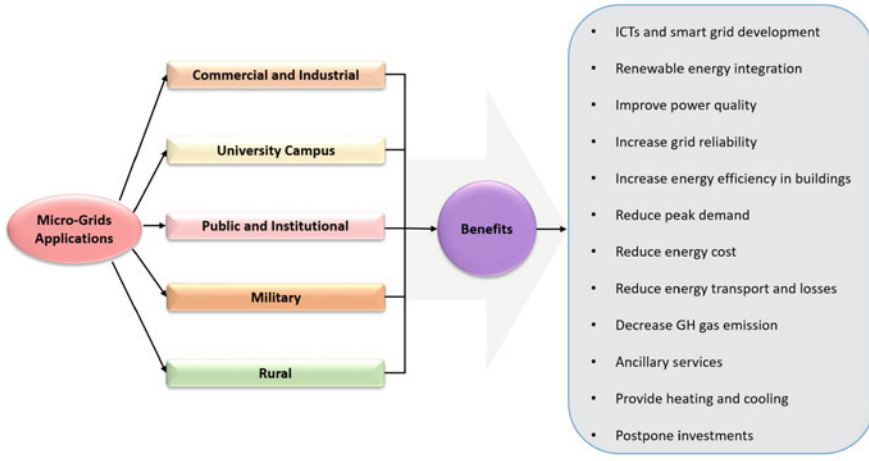 Micro-Grids
Applications
Commercial and Industrial
University Campus
Public and Institutional
Military
Rural
Benefits
• ICTs and smart grid development
• Renewable energy integration
• Improve power quality
• Increase grid reliability
• Increase energy efficiency in buildings
• Reduce peak demand
• Reduce energy cost
• Reduce energy transport and losses
• Decrease GH gas emission
• Ancillary services
• Provide heating and cooling
• Postpone investments